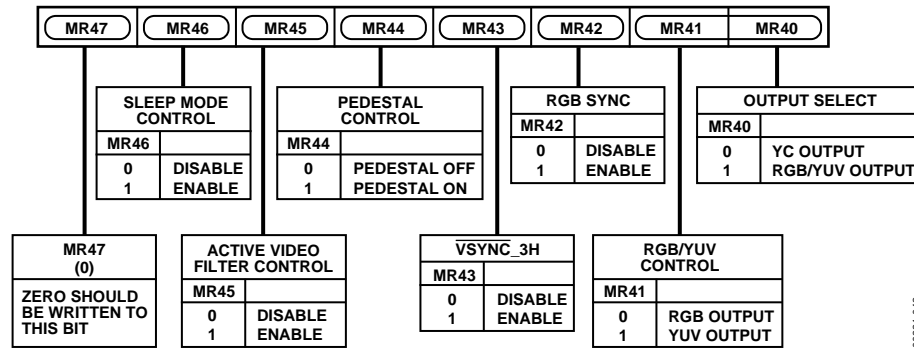 MR47 MR46 MR45 MR44 MR43 MR42 MR41 MR40
SLEEP MODE
CONTROL
MR46
0 DISABLE
1 ENABLE
PEDESTAL
CONTROL
MR44
0 PEDESTAL OFF
1 PEDESTAL ON
RGB SYNC
MR42
0 DISABLE
1 ENABLE
OUTPUT SELECT
MR40
0 YC OUTPUT
1 RGB/YUV OUTPUT
MR47
(0)
ZERO SHOULD
BE WRITTEN TO
THIS BIT
ACTIVE VIDEO
FILTER CONTROL
MR45
0 DISABLE
1 ENABLE
VSYNC_3H
MR43
0 DISABLE
1 ENABLE
RGB/YUV
CONTROL
MR41
0 RGB OUTPUT
1 YUV OUTPUT